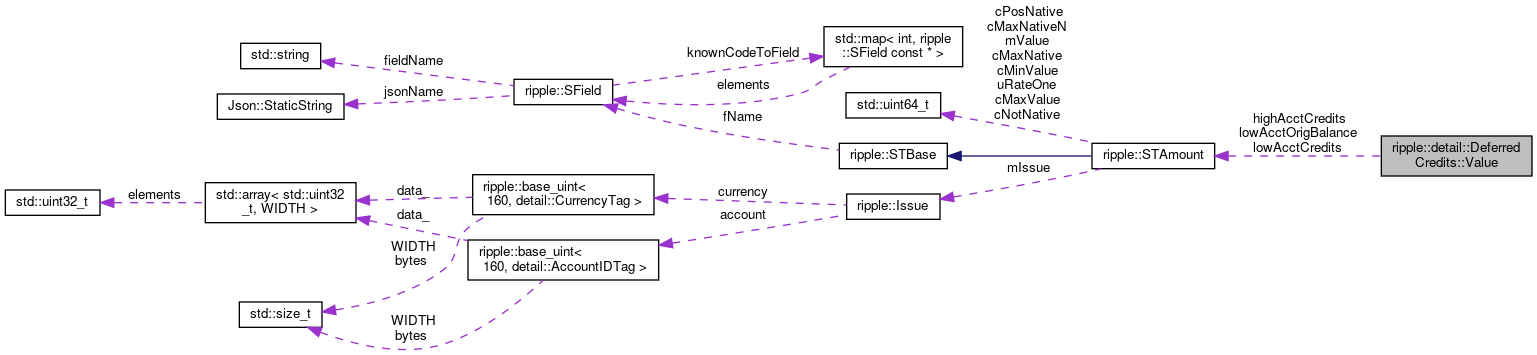 cPosNative
cMaxNativeN
mValue
cMaxNative
cMinValue
uRateOne
cMaxValue
cNotNative
std::map< int, ripple
::SField const * >
std::string
fieldName
knownCodeToField
elements
ripple::SField
Json::StaticString
jsonName
std::uint64_t
fName
highAcctCredits
lowAcctOrigBalance
lowAcctCredits
ripple::detail::Deferred
Credits::Value
ripple::STBase
ripple::STAmount
mIssue
std::uint32_t
elements
std::array< std::uint32
_t, WIDTH >
data_
data_
ripple::base_uint<
160, detail::CurrencyTag >
currency
ripple::Issue
account
ripple::base_uint<
160, detail::AccountIDTag >
WIDTH
bytes
std::size_t
WIDTH
bytes